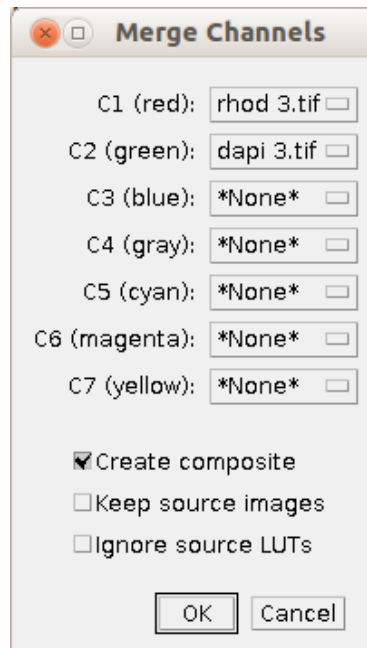 Merge Channels
C1 (red): rhod 3.tif
C2 (green): dapi 3.tif
C3 (blue): *None*
C4 (gray): *None*
C5 (cyan): *None*
C6 (magenta): *None*
C7 (yellow): *None*
Create composite
Keep source images
Ignore source LUTs
OK Cancel